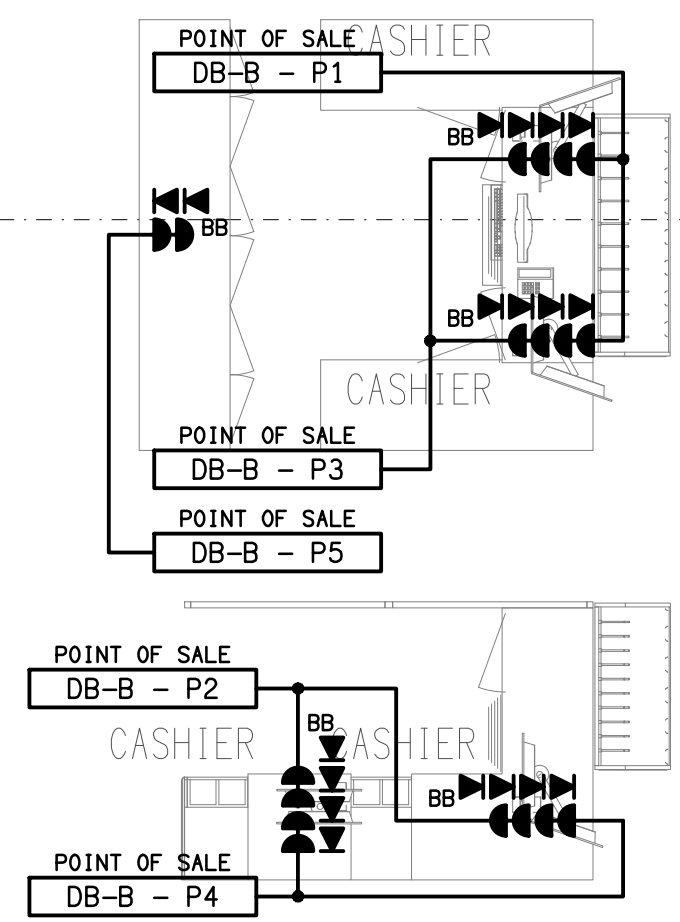 POINT OF SALE
CASHIER
DB-B - P1
BB
BB
BB
CASHIER
POINT OF SALE
DB-B - P3
POINT OF SALE
DB-B - P5
POINT OF SALE
DB-B - P2
BB
CASHIER
CASHIER
BB
POINT OF SALE
DB-B - P4